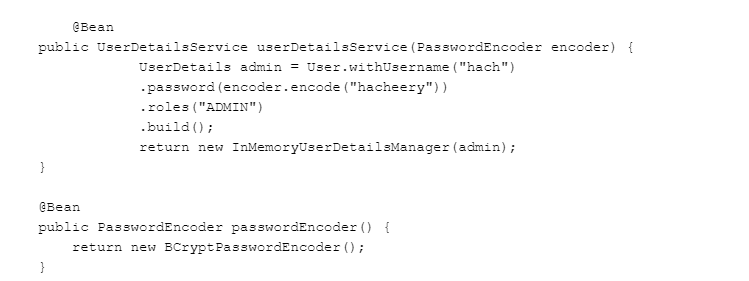 @Bean
public UserDetailsService userDetailsService(PasswordEncoder encoder) {
UserDetails admin = User.withUsername("hach")
.password(encoder.encode("hacheery"))
.roles("ADMIN")
.build();
return new InMemoryUserDetailsManager(admin);
}
@Bean
public PasswordEncoder passwordEncoder() {
return new BCryptPasswordEncoder();
}